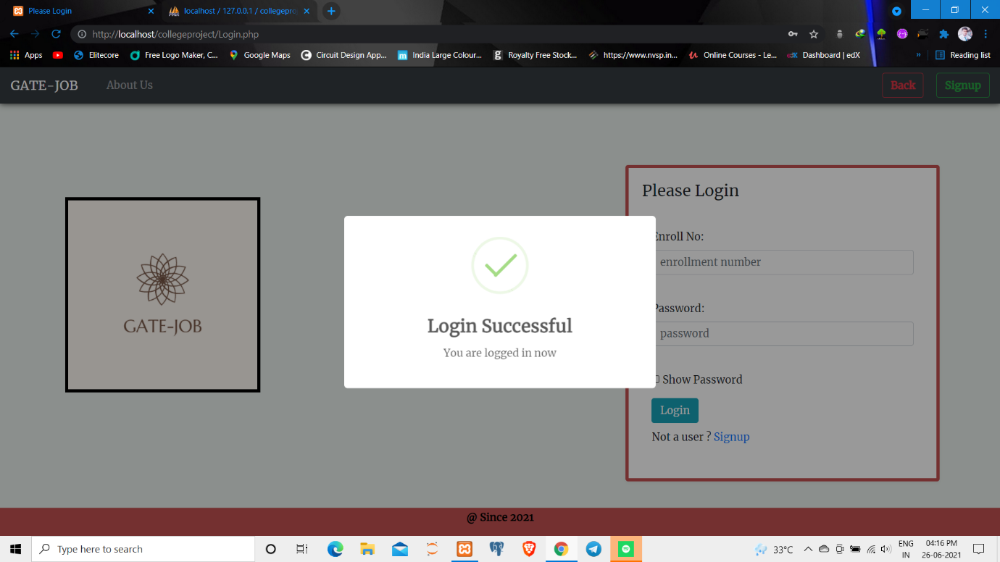 Please Login
localhost / 127.0.0.1 / collegepro
http://localhost/collegeproject/Login.php
Apps
Elitecore
Free Logo Maker, C...
Google Maps
Circuit Design App...
India Large Colour...
Royalty Free Stock...
https://www.nvsp.in...
Online Courses - Le...
edX
Dashboard | edX
»
Reading list
GATE-JOB
About Us
Back
Signup
Please Login
Enroll No:
enrollment number
Password:
password
Show Password
Login
Not a user ? Signup
GATE-JOB
Login Successful
You are logged in now
@ Since 2021
Type here to search
33°C
ENG
IN
04:16 PM
26-06-2021